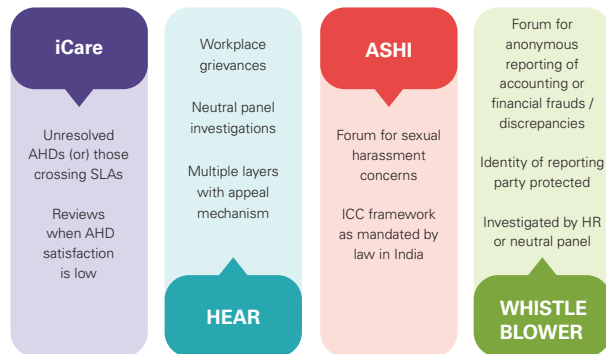 iCare
Unresolved
AHDs (or) those
crossing SLAs
Reviews
when AHD
satisfaction
is low
Workplace
grievances
Neutral panel
investigations
Multiple layers
with appeal
mechanism
HEAR
ASHI
Forum for sexual
harassment
concerns
ICC framework
as mandated by
law in India
Forum for
anonymous
reporting of
accounting or
financial frauds /
discrepancies
Identity of reporting
party protected
Investigated by HR
or neutral panel
WHISTLE
BLOWER